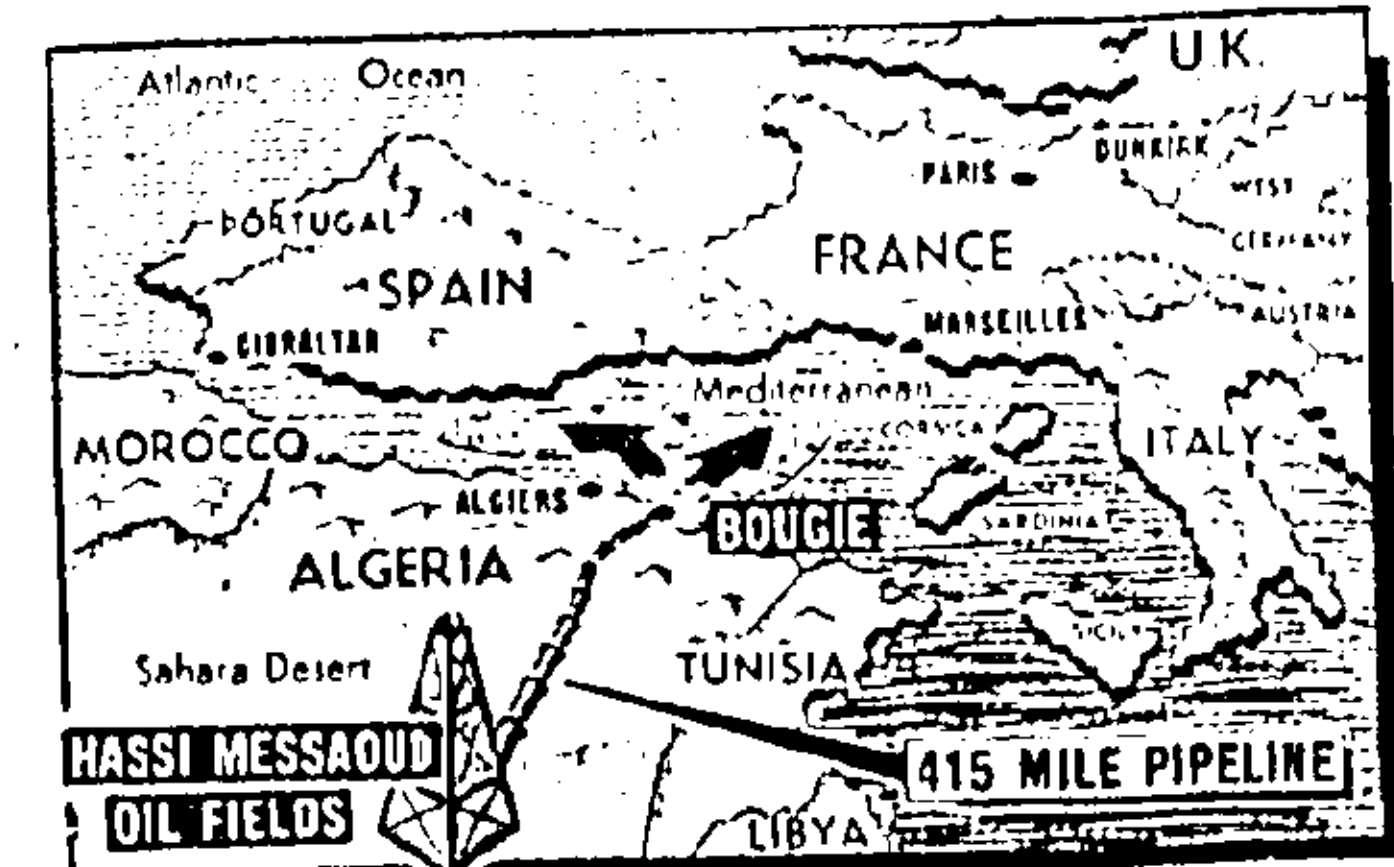 Atlantic Ocean
U.K.
DUNKIRK
PARIS
WEST
GERMANY
PORTUGAL
FRANCE
SPAIN
MARSEILLES
AUSTRIA
GIBRALTAR
Mediterranean
CORSICA
MOROCCO
ITALY
ALGIERS
BOUGIE
SARDINIA
ALGERIA
SICILY
Sahara Desert
TUNISIA
HASSI MESSAOUD
OIL FIELDS
415 MILE PIPELINE
LIBYA